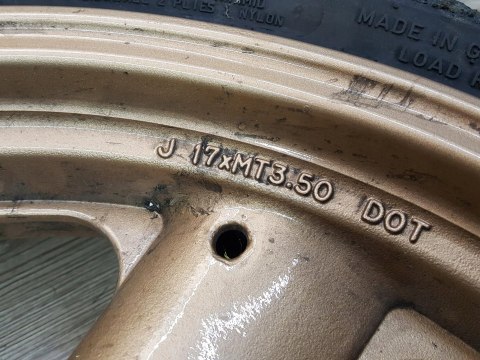 2 PLIES X NYLON
MADE IN G
LOAD
J 17xMT3.50 DOT